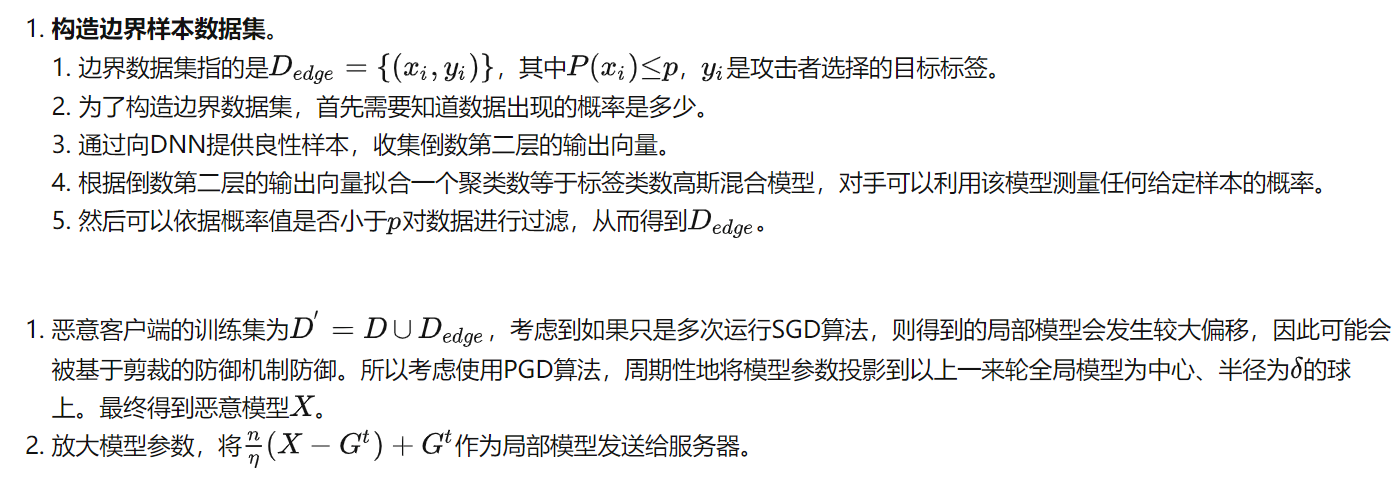 1. 构造边界样本数据集。
1. 边界数据集指的是D_{edge} = {(x_i, y_i)}，其中P(x_i)≤p，y_i是攻击者选择的目标标签。
2. 为了构造边界数据集，首先需要知道数据出现的概率是多少。
3. 通过向DNN提供良性样本，收集倒数第二层的输出向量。
4. 根据倒数第二层的输出向量拟合一个聚类数等于标签类数高斯混合模型，对手可以利用该模型测量任何给定样本的概率。
5. 然后可以依据概率值是否小于p对数据进行过滤，从而得到D_{edge}。
1. 恶意客户端的训练集为D' = D ∪ D_{edge}，考虑到如果只是多次运行SGD算法，则得到的局部模型会发生较大偏移，因此可能会
被基于剪裁的防御机制防御。所以考虑使用PGD算法，周期性地将模型参数投影到以上一来轮全局模型为中心、半径为δ的球
上。最终得到恶意模型X。
2. 放大模型参数，将\frac{n}{η}(X − G^t) + G^t作为局部模型发送给服务器。